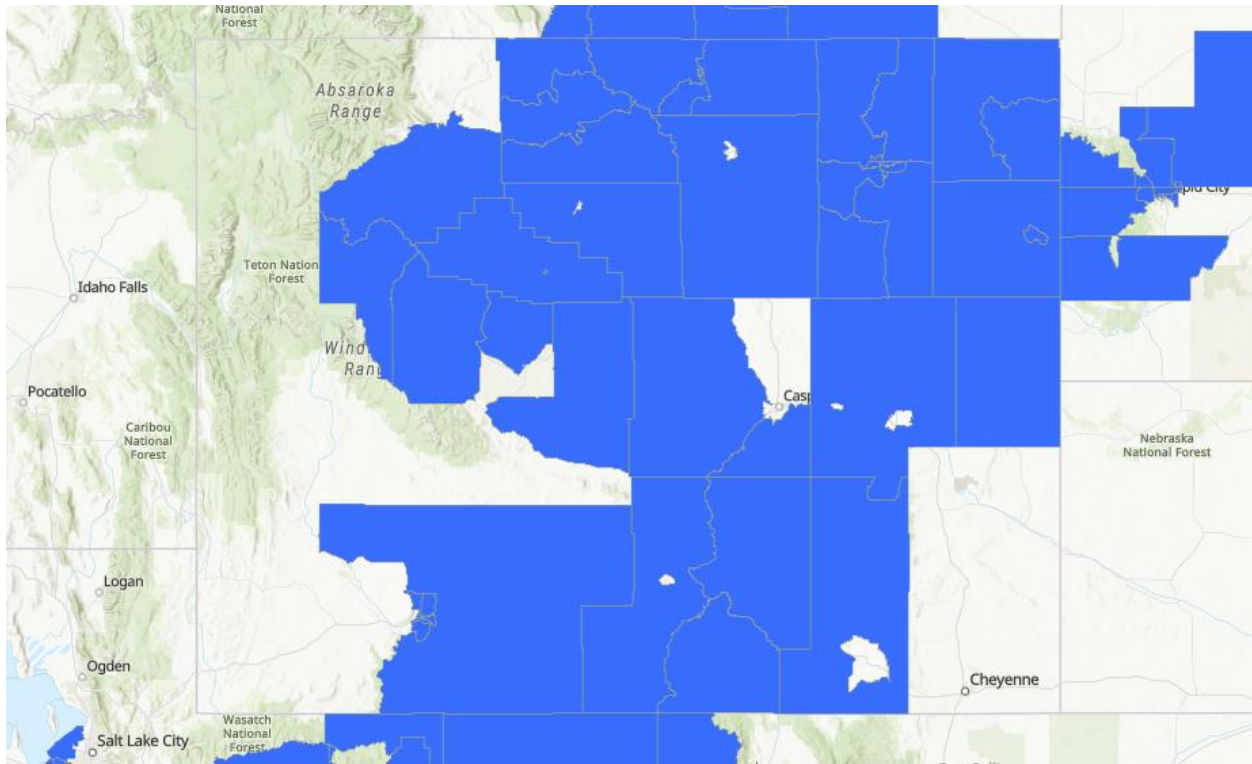 National
Forest
Absaroka
Range
pid City
Teton Nation
Forest
Idaho Falls
Wind
Rang
Pocatello
Casp
Caribou
National
Forest
Nebraska
National Forest
Logan
Ogden
Cheyenne
Wasatch
National
Forest
Salt Lake City